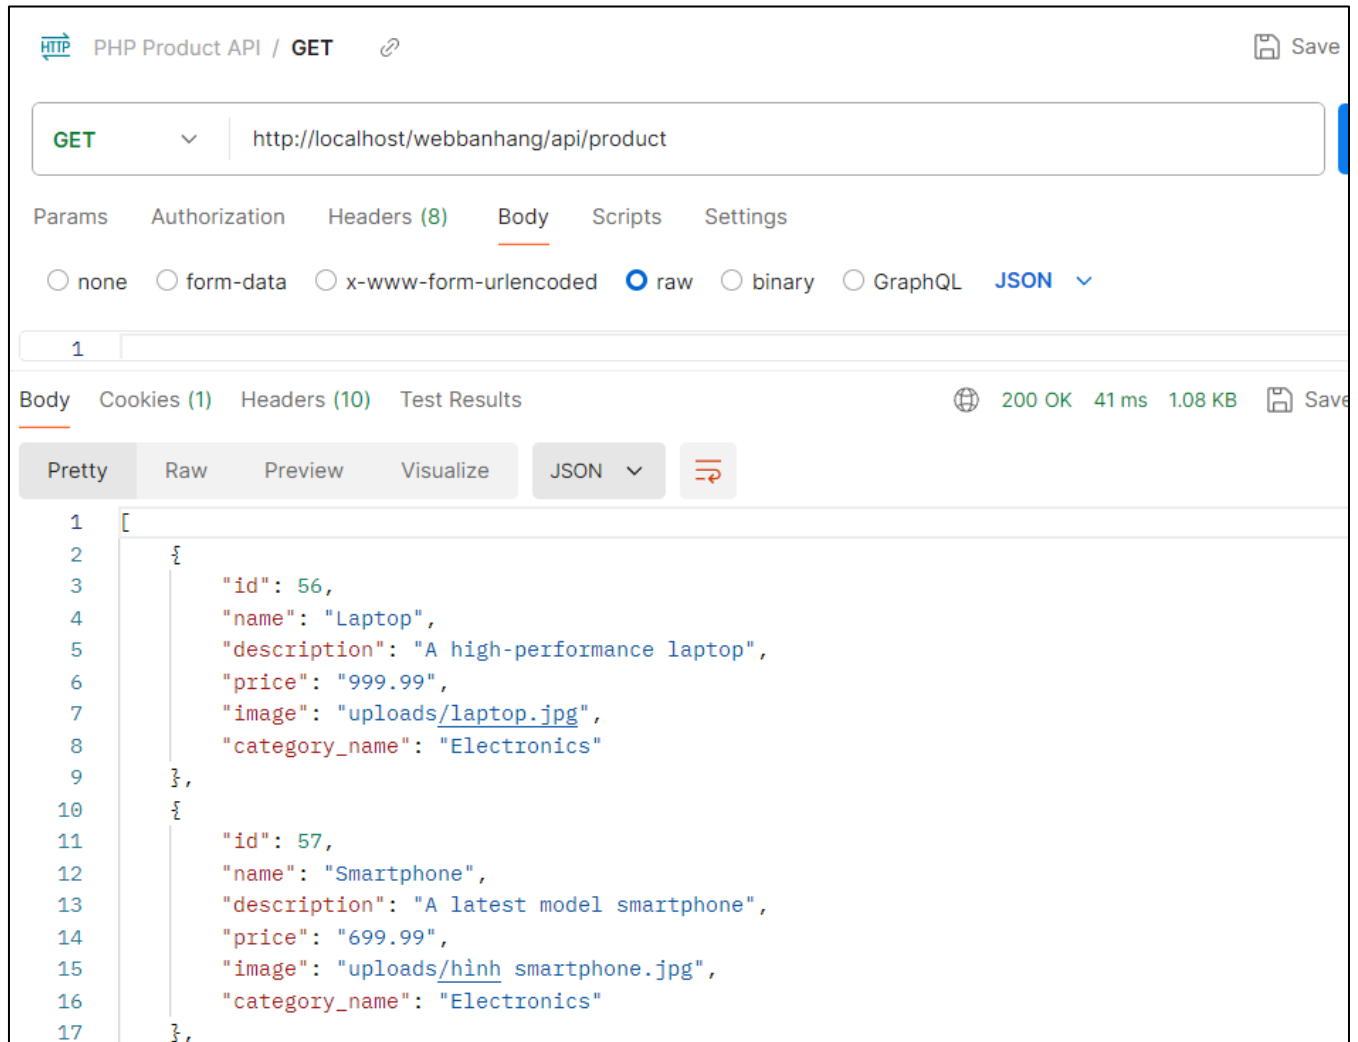 HTTP PHP Product API / GET Save
GET http://localhost/webbanhang/api/product
Params Authorization Headers (8) Body Scripts Settings
none form-data x-www-form-urlencoded raw binary GraphQL JSON
1
Body Cookies (1) Headers (10) Test Results 200 OK 41 ms 1.08 KB Save
Pretty Raw Preview Visualize JSON
1 [
2 {
3 "id": 56,
4 "name": "Laptop",
5 "description": "A high-performance laptop",
6 "price": "999.99",
7 "image": "uploads/laptop.jpg",
8 "category_name": "Electronics"
9 },
10 {
11 "id": 57,
12 "name": "Smartphone",
13 "description": "A latest model smartphone",
14 "price": "699.99",
15 "image": "uploads/hình smartphone.jpg",
16 "category_name": "Electronics"
17 },